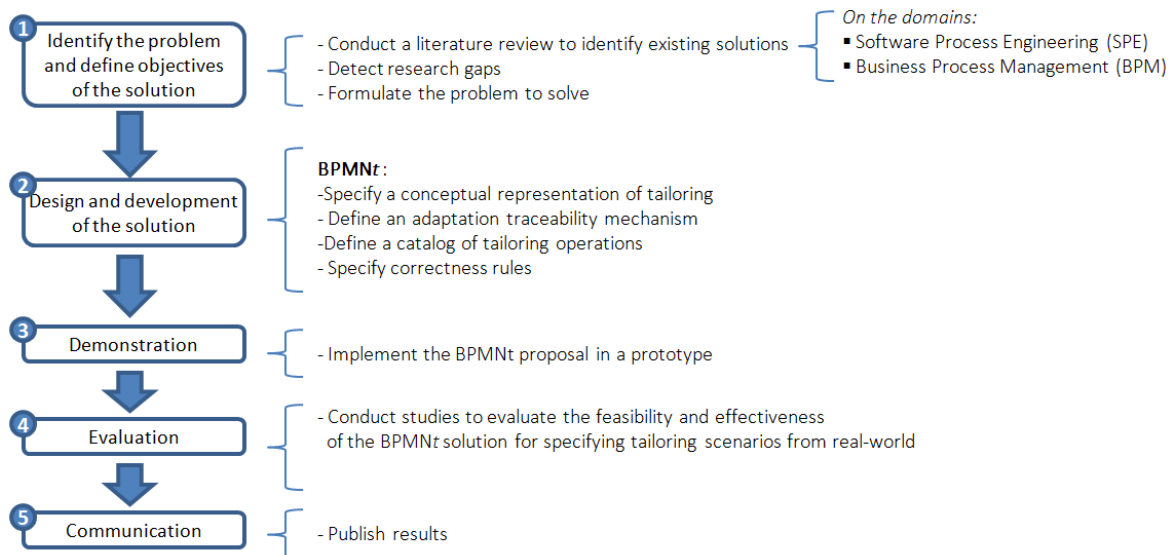 1
Identify the problem
and define objectives
of the solution
- Conduct a literature review to identify existing solutions
- Detect research gaps
- Formulate the problem to solve
On the domains:
▪ Software Process Engineering (SPE)
▪ Business Process Management (BPM)
2
Design and development
of the solution
BPMNt :
-Specify a conceptual representation of tailoring
- Define an adaptation traceability mechanism
-Define a catalog of tailoring operations
- Specify correctness rules
3
Demonstration
- Implement the BPMNt proposal in a prototype
4
Evaluation
- Conduct studies to evaluate the feasibility and effectiveness
of the BPMNt solution for specifying tailoring scenarios from real-world
5
Communication
- Publish results